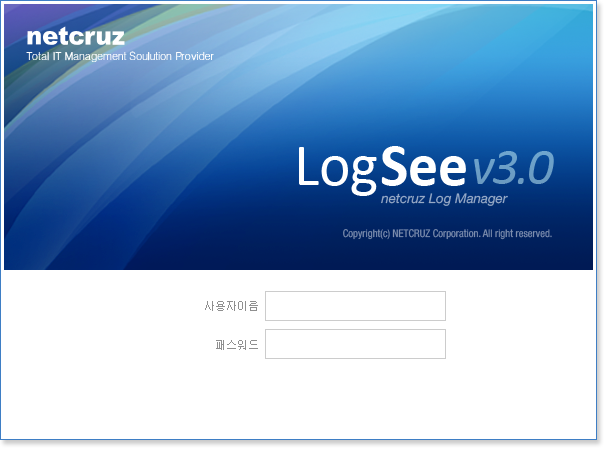 netcruz
Total IT Management Soulution Provider
LogSee v3.0
netcruz Log Manager
Copyright(c) NETCRUZ Corporation. All right reserved.
사용자이름
패스워드